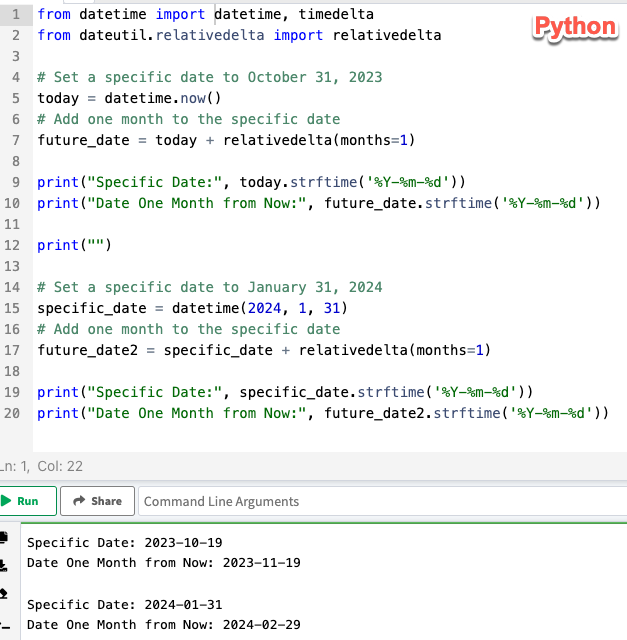 1 from datetime import datetime, timedelta
Python
2 from dateutil.relativedelta import relativedelta
3
4 # Set a specific date to October 31, 2023
5 today = datetime.now()
6 # Add one month to the specific date
7 future_date = today + relativedelta(months=1)
8
9 print("Specific Date:", today.strftime('%Y-%m-%d'))
10 print("Date One Month from Now:", future_date.strftime('%Y-%m-%d'))
11
12 print("")
13
14 # Set a specific date to January 31, 2024
15 specific_date = datetime(2024, 1, 31)
16 # Add one month to the specific date
17 future_date2 = specific_date + relativedelta(months=1)
18
19 print("Specific Date:", specific_date.strftime('%Y-%m-%d'))
20 print("Date One Month from Now:", future_date2.strftime('%Y-%m-%d'))
Ln: 1, Col: 22
Run Share Command Line Arguments
Specific Date: 2023-10-19
Date One Month from Now: 2023-11-19
Specific Date: 2024-01-31
Date One Month from Now: 2024-02-29